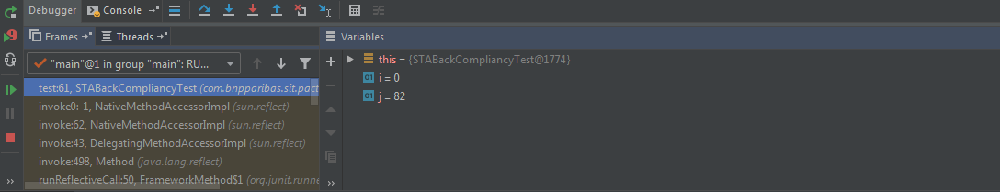 Debugger
Console
Frames
Threads
Variables
"main"@1 in group "main": RU...
test:61, STABackCompliancyTest (com.bnpparibas.sit.pact
invoke0:-1, NativeMethodAccessorImpl (sun.reflect)
invoke:62, NativeMethodAccessorImpl (sun.reflect)
invoke:43, DelegatingMethodAccessorImpl (sun.reflect)
invoke:498, Method (java.lang.reflect)
runReflectiveCall:50, FrameworkMethod$1 (org.junit.runne
this = {STABackCompliancyTest@1774}
01 i = 0
01 j = 82